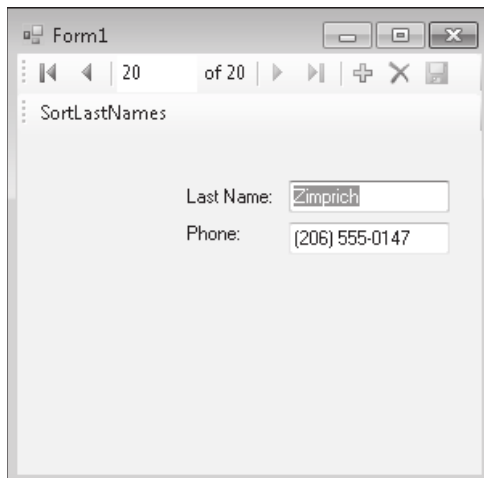 Form1
20 of 20
SortLastNames
Last Name: Zimprich
Phone: (206) 555-0147